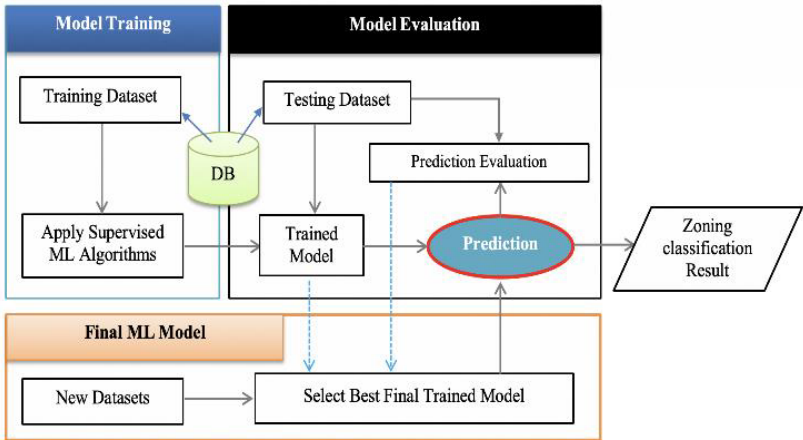 Model Training
Model Evaluation
Training Dataset
Testing Dataset
DB
Prediction Evaluation
Apply Supervised
ML Algorithms
Trained
Model
Prediction
Zoning
classification
Result
Final ML Model
New Datasets
Select Best Final Trained Model